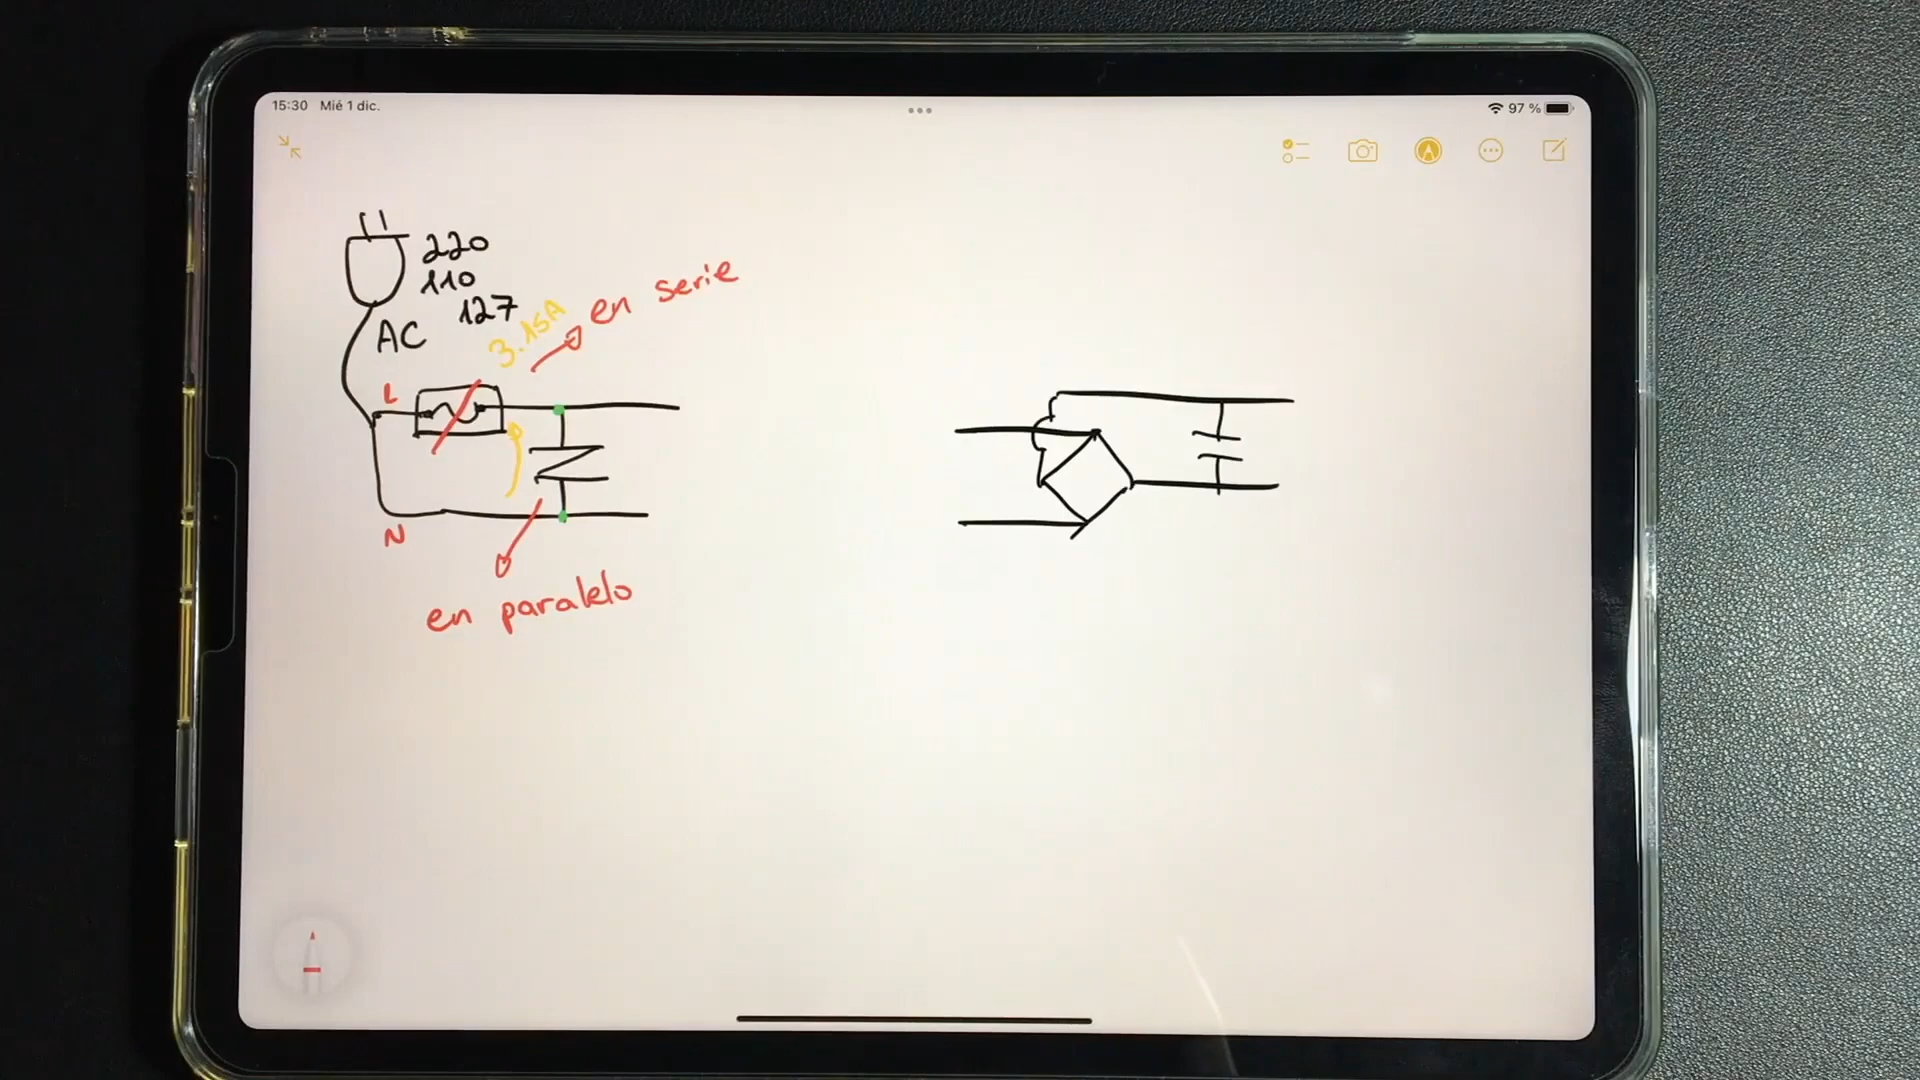 15:30 Mié 1 dic.
97 %
220
110
127
AC
3.15A
en serie
L
N
en paralelo